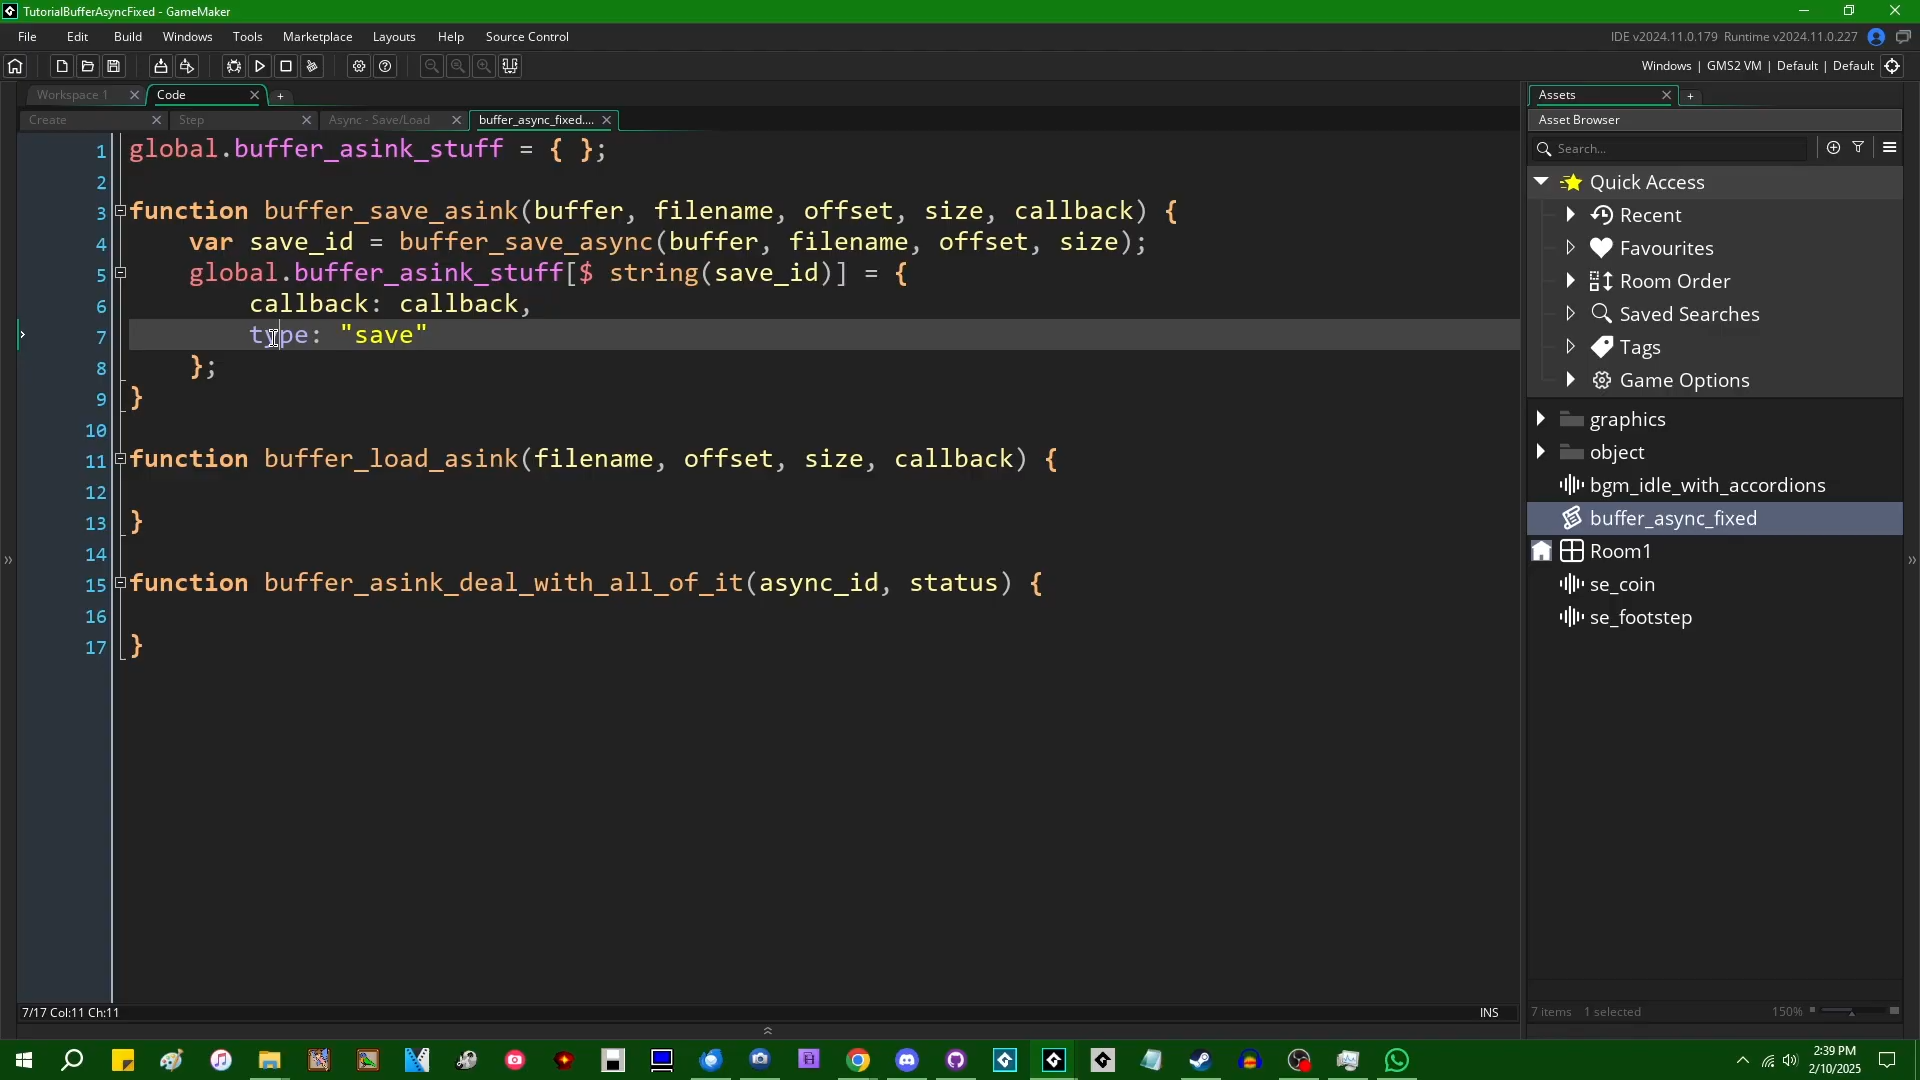 TutorialBufferAsyncFixed - GameMaker
File Edit Build Windows Tools Marketplace Layouts Help Source Control
IDE v2024.11.0.179 Runtime v2024.11.0.227
Windows | GMS2 VM | Default | Default
Workspace 1 Code
Create Step Async - Save/Load buffer_async_fixed....
1 global.buffer_asink_stuff = { };
2
3 function buffer_save_asink(buffer, filename, offset, size, callback) {
4 var save_id = buffer_save_async(buffer, filename, offset, size);
5 global.buffer_asink_stuff[$ string(save_id)] = {
6 callback: callback,
7 type: "save"
8 };
9 }
10
11 function buffer_load_asink(filename, offset, size, callback) {
12
13 }
14
15 function buffer_asink_deal_with_all_of_it(async_id, status) {
16
17 }
7/17 Col:11 Ch:11
INS
Assets
Asset Browser
Search...
Quick Access
Recent
Favourites
Room Order
Saved Searches
Tags
Game Options
graphics
object
bgm_idle_with_accordions
buffer_async_fixed
Room1
se_coin
se_footstep
7 items 1 selected 150%
2:39 PM
2/10/2025